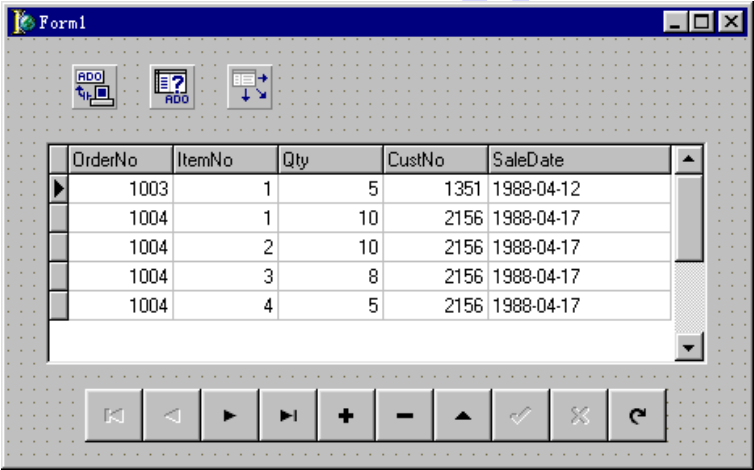 Form1
ADO
ADO
OrderNo ItemNo Qty CustNo SaleDate
1003 1 5 1351 1988-04-12
1004 1 10 2156 1988-04-17
1004 2 10 2156 1988-04-17
1004 3 8 2156 1988-04-17
1004 4 5 2156 1988-04-17